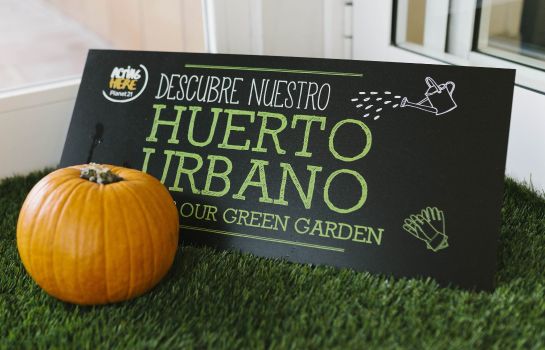 ACTING
HERE
Planet 21
DESCUBRE NUESTRO
HUERTO
URBANO
OUR GREEN GARDEN